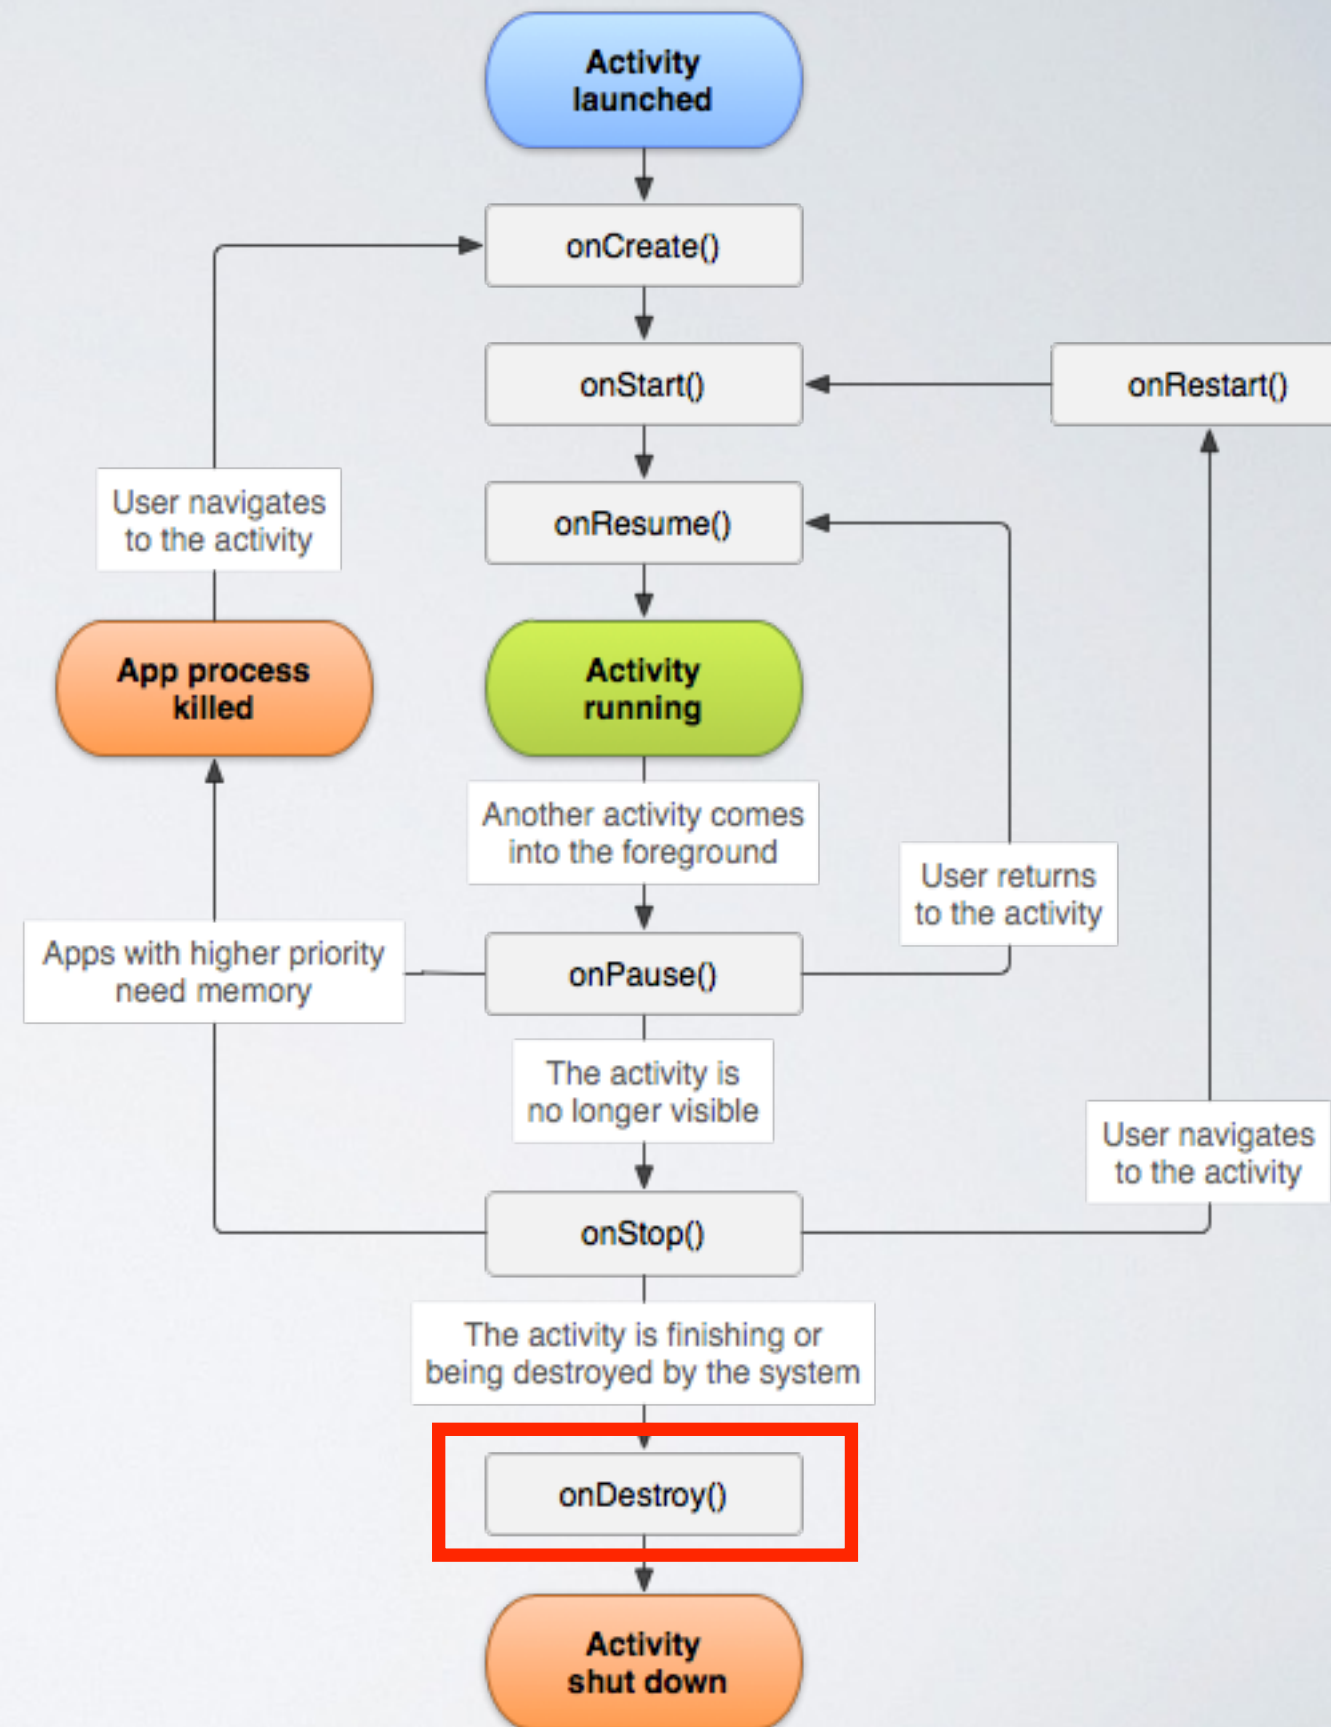 Activity
launched
onCreate()
onStart()
onRestart()
User navigates
to the activity
onResume()
App process
killed
Activity
running
Another activity comes
into the foreground
User returns
to the activity
Apps with higher priority
need memory
onPause()
The activity is
no longer visible
User navigates
to the activity
onStop()
The activity is finishing or
being destroyed by the system
onDestroy()
Activity
shut down